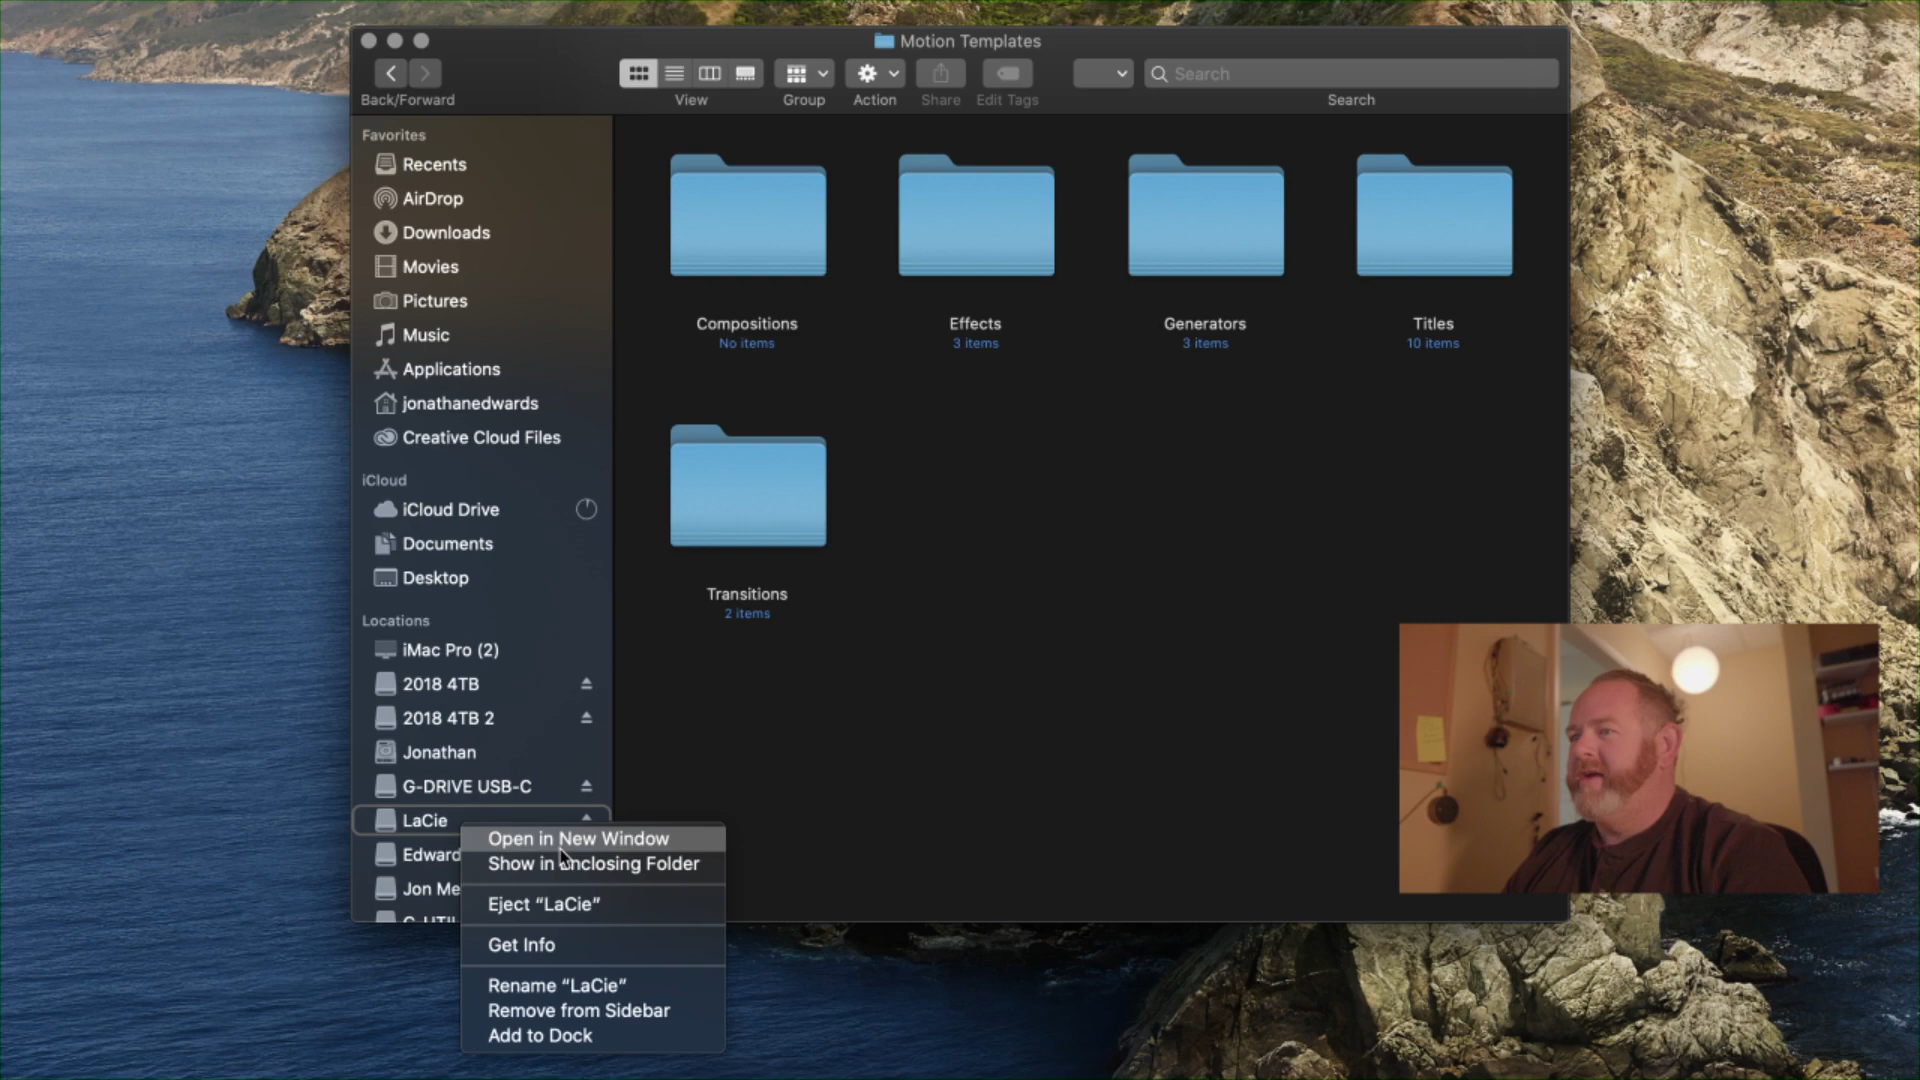 Motion Templates
Search
Back/Forward
View
Group
Action
Share
Edit Tags
Search
Favorites
Recents
AirDrop
Downloads
Movies
Pictures
Music
Applications
jonathanedwards
Creative Cloud Files
iCloud
iCloud Drive
Documents
Desktop
Locations
iMac Pro (2)
2018 4TB
2018 4TB 2
Jonathan
G-DRIVE USB-C
LaCie
Edward
Jon Me
Compositions
No items
Effects
3 items
Generators
3 items
Titles
10 items
Transitions
2 items
Open in New Window
Show in Enclosing Folder
Eject “LaCie”
Get Info
Rename “LaCie”
Remove from Sidebar
Add to Dock